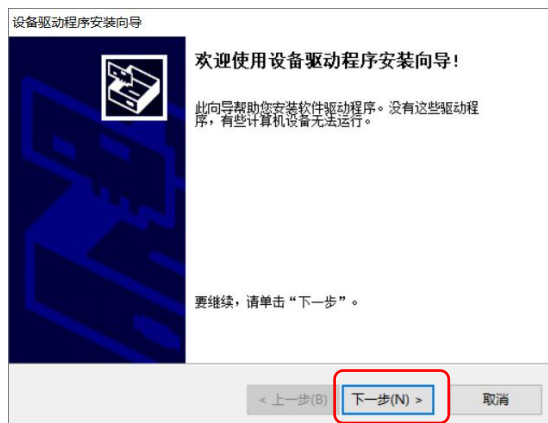 设备驱动程序安装向导
欢迎使用设备驱动程序安装向导!
此向导帮助您安装软件驱动程序。没有这些驱动程
序,有些计算机设备无法运行。
要继续,请单击“下一步”。
< 上一步(B)
下一步(N) >
取消